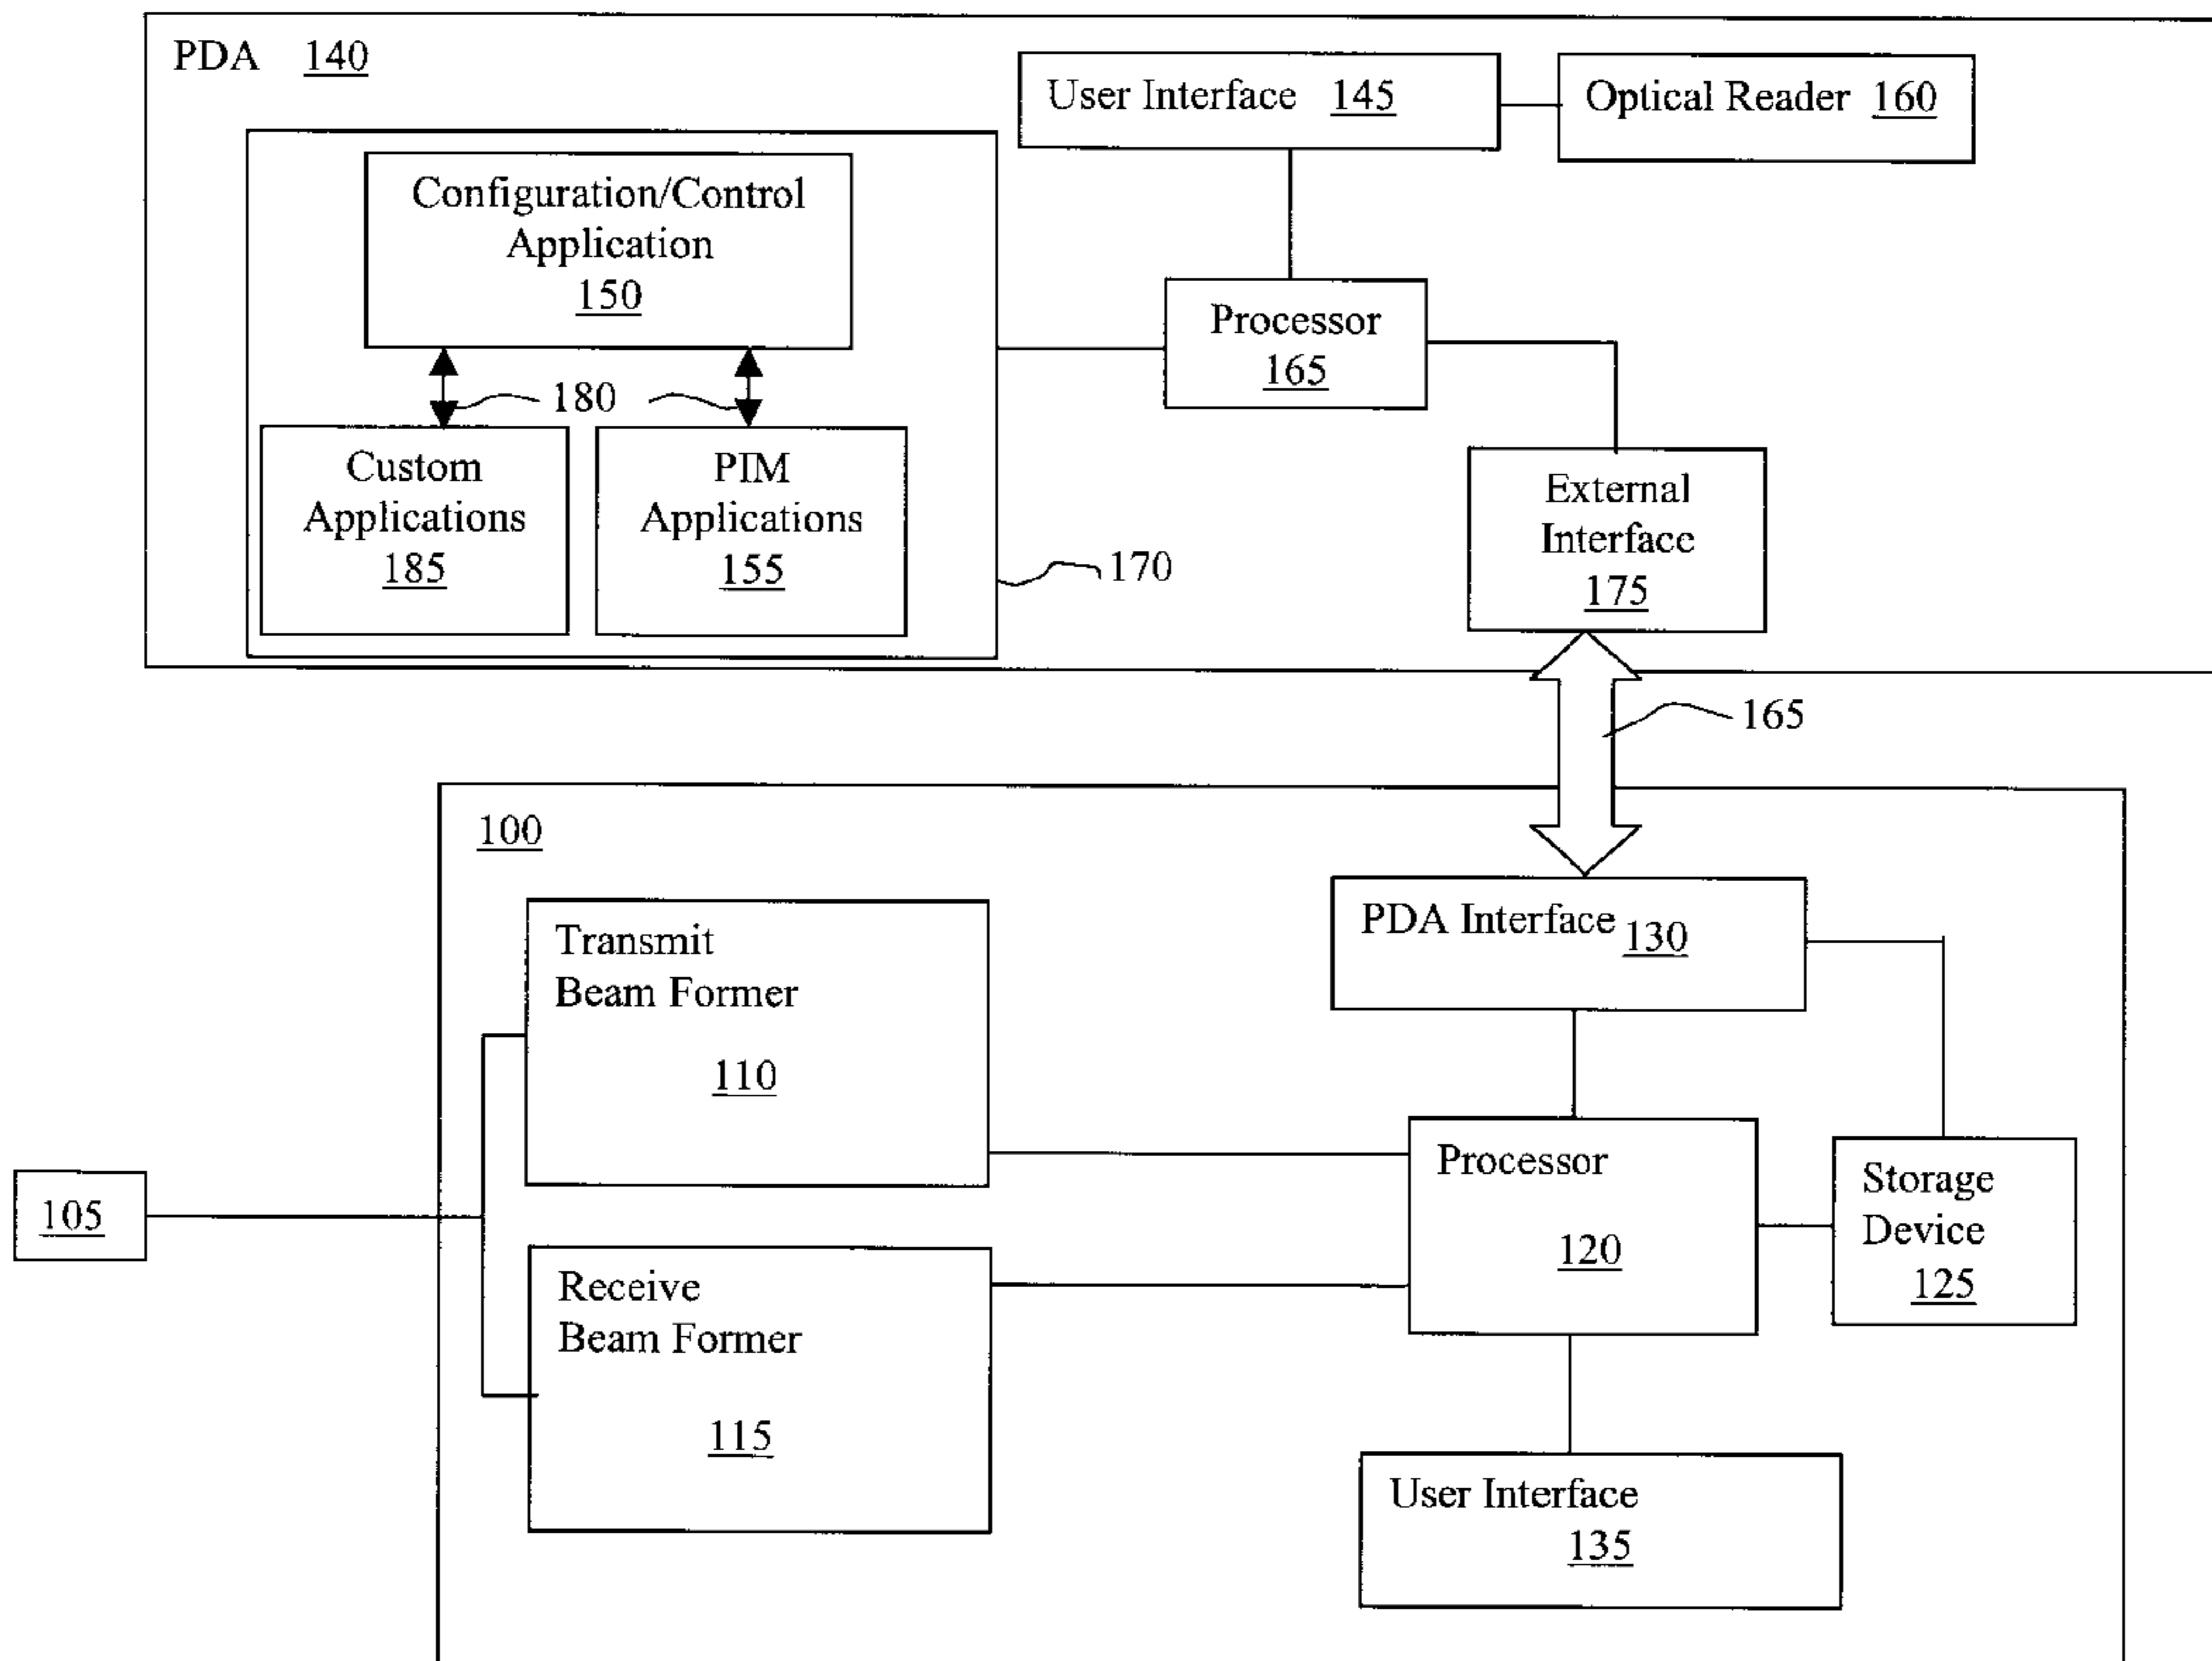 PDA 140
User Interface 145
Optical Reader 160
Configuration/Control
Application
150
180
Custom
Applications
185
PIM
Applications
155
170
Processor
165
External
Interface
175
165
100
Transmit
Beam Former
110
PDA Interface 130
105
Processor
120
Storage
Device
125
Receive
Beam Former
115
User Interface
135